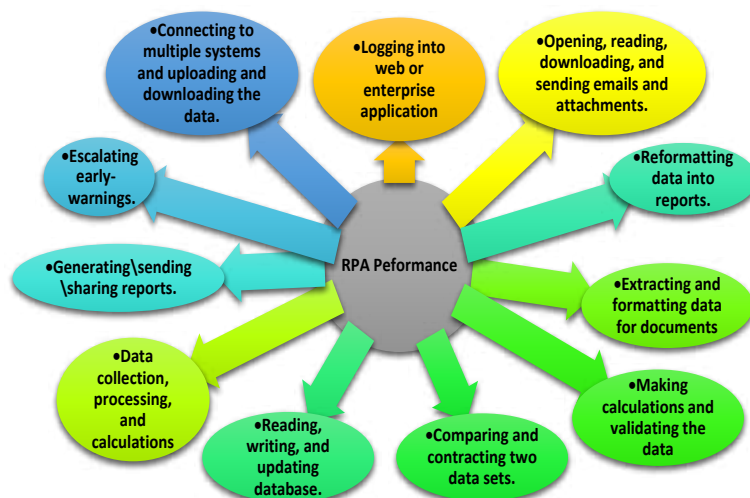 •Connecting to
multiple systems
and uploading and
downloading the
data.
•Logging into
web or
enterprise
application
•Opening, reading,
downloading, and
sending emails and
attachments.
•Escalating
early-
warnings.
•Reformatting
data into
reports.
RPA Peformance
•Generating\sending
\sharing reports.
•Extracting and
formatting data
for documents
•Data
collection,
processing,
and
calculations
•Making
calculations and
validating the
data
•Reading,
writing, and
updating
database.
•Comparing and
contracting two
data sets.